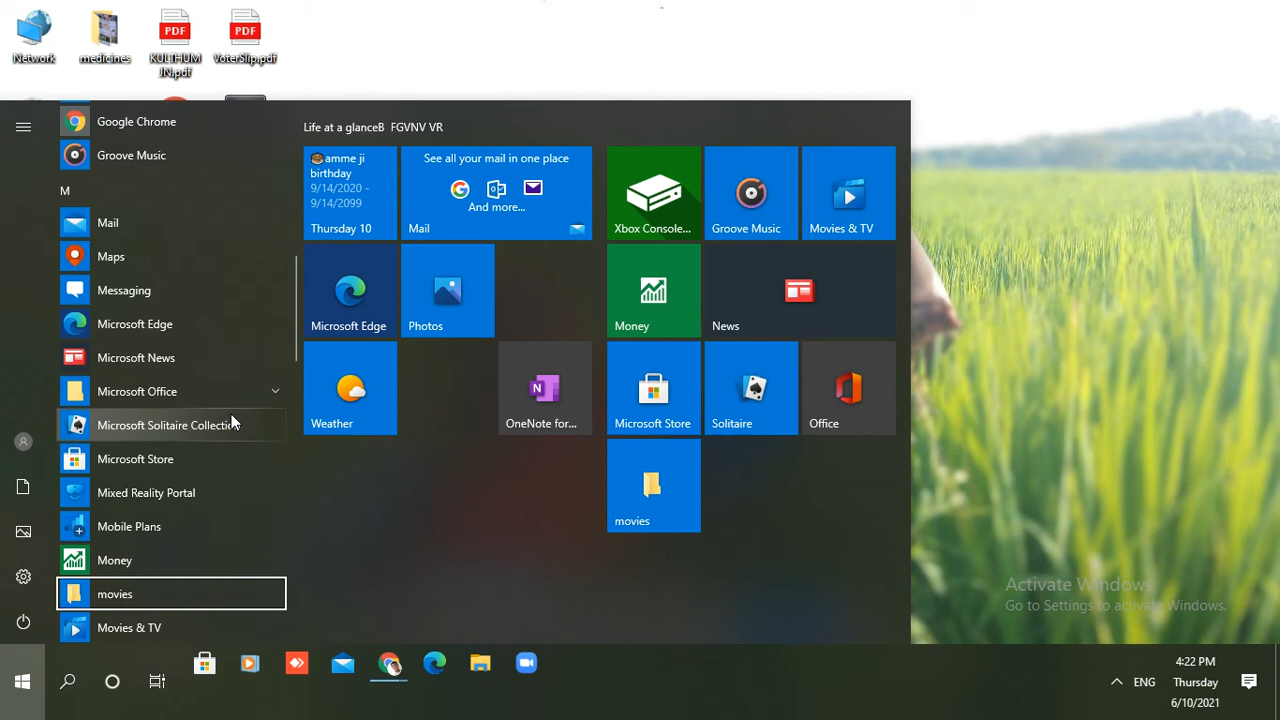 Network
medicines
PDF
KULTHUM
JN.pdf
PDF
VoterSlip.pdf
Google Chrome
Groove Music
M
Mail
Maps
Messaging
Microsoft Edge
Microsoft News
Microsoft Office
Microsoft Solitaire Collection
Microsoft Store
Mixed Reality Portal
Mobile Plans
Money
movies
Movies & TV
Life at a glanceB FGVNV VR
amme ji
birthday
9/14/2020 -
9/14/2099
Thursday 10
See all your mail in one place
And more...
Mail
Xbox Console...
Groove Music
Movies & TV
Microsoft Edge
Photos
Money
News
Weather
OneNote for...
Microsoft Store
Solitaire
Office
movies
Activate Windows
Go to Settings to activate Windows.
4:22 PM
ENG
Thursday
6/10/2021